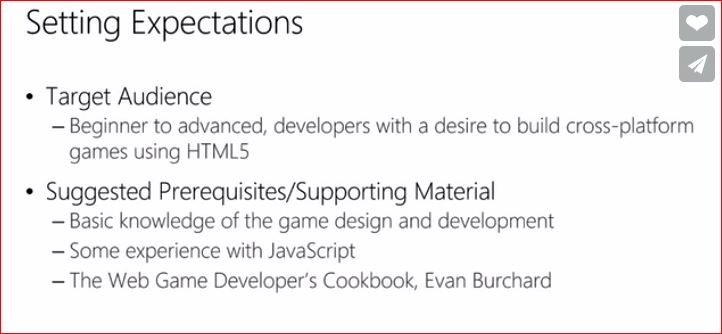 Setting Expectations
• Target Audience
– Beginner to advanced, developers with a desire to build cross-platform
games using HTML5
• Suggested Prerequisites/Supporting Material
– Basic knowledge of the game design and development
– Some experience with JavaScript
– The Web Game Developer's Cookbook, Evan Burchard